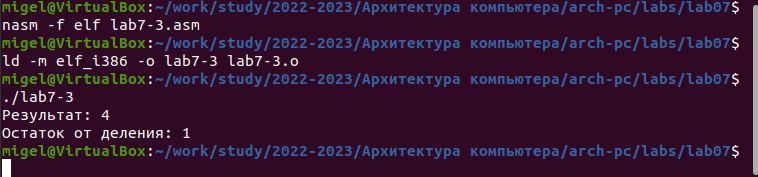 migel@VirtualBox:~/work/study/2022-2023/Архитектура компьютера/arch-pc/labs/lab07$
nasm -f elf lab7-3.asm
migel@VirtualBox:~/work/study/2022-2023/Архитектура компьютера/arch-pc/labs/lab07$
ld -m elf_i386 -o lab7-3 lab7-3.o
migel@VirtualBox:~/work/study/2022-2023/Архитектура компьютера/arch-pc/labs/lab07$
./lab7-3
Результат: 4
Остаток от деления: 1
migel@VirtualBox:~/work/study/2022-2023/Архитектура компьютера/arch-pc/labs/lab07$